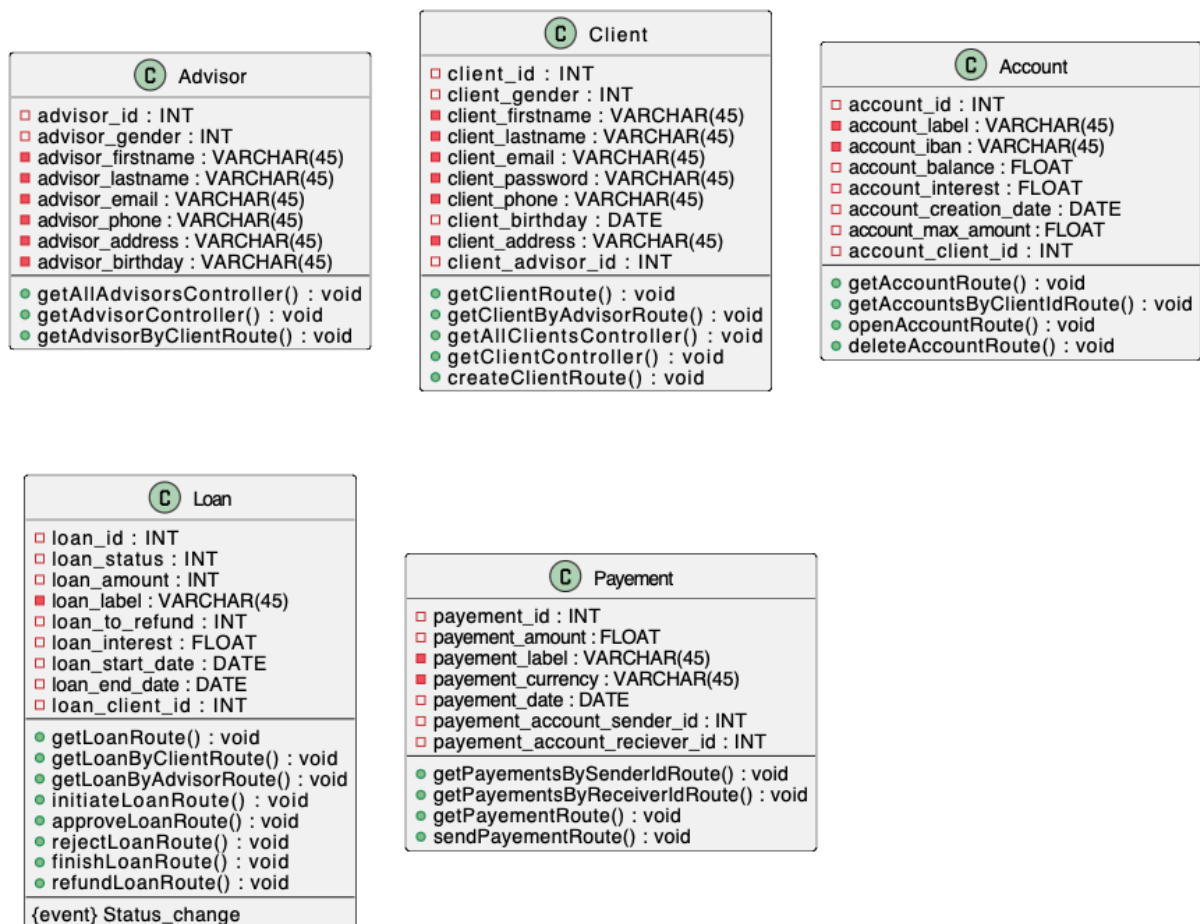 C Advisor
advisor_id : INT
advisor_gender : INT
advisor_firstname : VARCHAR(45)
advisor_lastname : VARCHAR(45)
advisor_email : VARCHAR(45)
advisor_phone : VARCHAR(45)
advisor_address : VARCHAR(45)
advisor_birthday : VARCHAR(45)
getAllAdvisorsController() : void
getAdvisorController() : void
getAdvisorByClientRoute() : void
C Client
client_id : INT
client_gender : INT
client_firstname : VARCHAR(45)
client_lastname : VARCHAR(45)
client_email : VARCHAR(45)
client_password : VARCHAR(45)
client_phone : VARCHAR(45)
client_birthday : DATE
client_address : VARCHAR(45)
client_advisor_id : INT
getClientRoute() : void
getClientByAdvisorRoute() : void
getAllClientsController() : void
getClientController() : void
createClientRoute() : void
C Account
account_id : INT
account_label : VARCHAR(45)
account_iban : VARCHAR(45)
account_balance : FLOAT
account_interest : FLOAT
account_creation_date : DATE
account_max_amount : FLOAT
account_client_id : INT
getAccountRoute() : void
getAccountsByClientIdRoute() : void
openAccountRoute() : void
deleteAccountRoute() : void
C Loan
loan_id : INT
loan_status : INT
loan_amount : INT
loan_label : VARCHAR(45)
loan_to_refund : INT
loan_interest : FLOAT
loan_start_date : DATE
loan_end_date : DATE
loan_client_id : INT
getLoanRoute() : void
getLoanByClientRoute() : void
getLoanByAdvisorRoute() : void
initiateLoanRoute() : void
approveLoanRoute() : void
rejectLoanRoute() : void
finishLoanRoute() : void
refundLoanRoute() : void
{event} Status_change
C Payement
payement_id : INT
payement_amount : FLOAT
payement_label : VARCHAR(45)
payement_currency : VARCHAR(45)
payement_date : DATE
payement_account_sender_id : INT
payement_account_reciever_id : INT
getPayementsBySenderIdRoute() : void
getPayementsByReceiverIdRoute() : void
getPayementRoute() : void
sendPayementRoute() : void